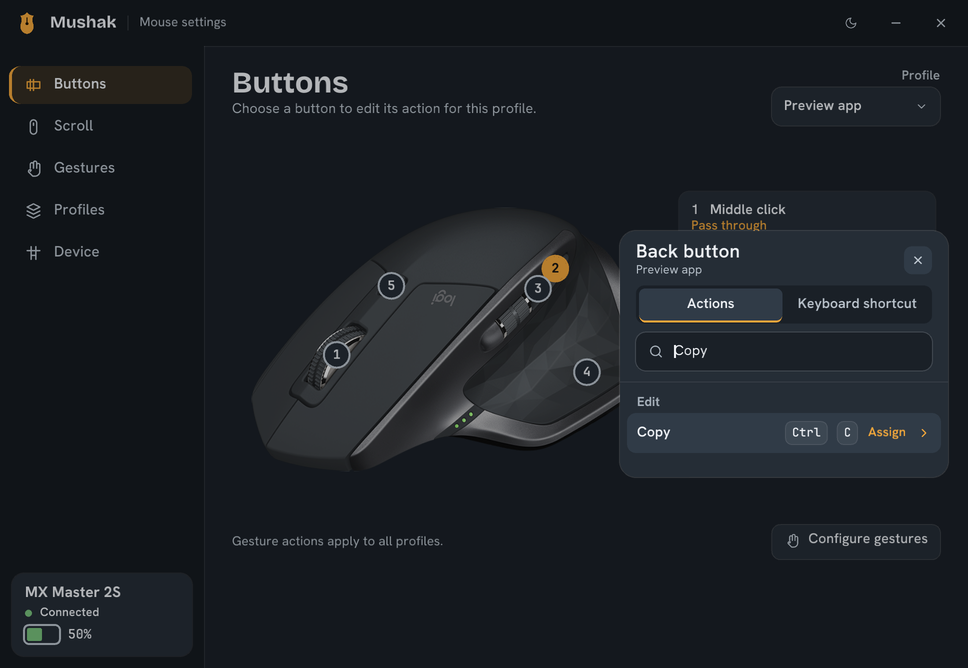 Mushak
Mouse settings
Buttons
Scroll
Gestures
Profiles
Device
MX Master 2S
Connected
50%
Buttons
Choose a button to edit its action for this profile.
Profile
Preview app
1 Middle click
Pass through
logi
5
1
2
3
4
Back button
Preview app
Actions
Keyboard shortcut
Copy
Edit
Copy Ctrl C Assign
Gesture actions apply to all profiles.
Configure gestures